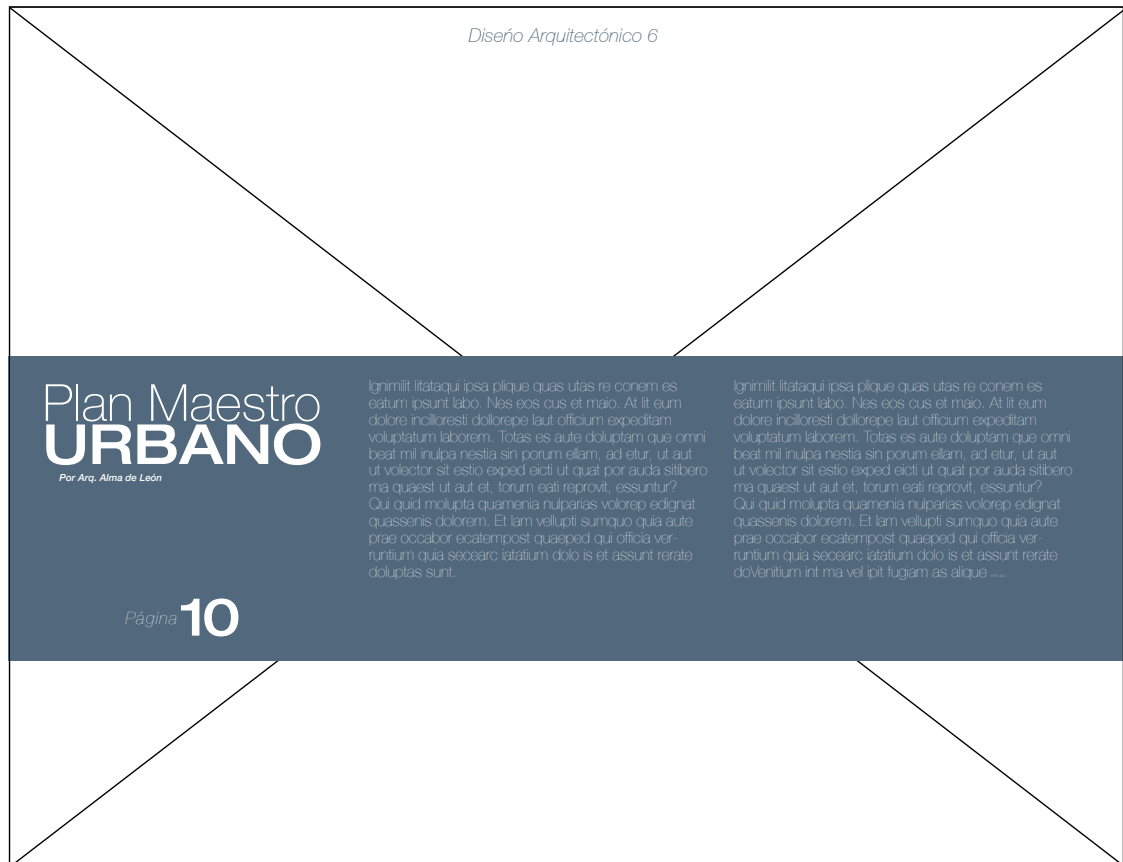 Diseño Arquitectónico 6
Plan Maestro
URBANO
Por Arq. Alma de León
Página 10
Ignimilit litataqui ipsa plique quas utas re conem es
eatum ipsunt labo. Nes eos cus et maio. At lit eum
dolore incilloresti dollorepe laut officium expeditam
voluptatum laborem. Totas es aute doluptam que omni
beat mil inulpa nestia sin porum ellam, ad etur, ut aut
ut volector sit estio exped eicti ut quat por auda sitibero
ma quaest ut aut et, torum eati reprovit, essuntur?
Qui quid molupta quamenia nulparias volorep edignat
quassenis dolorem. Et lam vellupti sumquo quia aute
prae occabor ecatempost quaeped qui officia ver-
runtium quia secearc iatatium dolo is et assunt rerate
doluptas sunt.
Ignimilit litataqui ipsa plique quas utas re conem es
eatum ipsunt labo. Nes eos cus et maio. At lit eum
dolore incilloresti dollorepe laut officium expeditam
voluptatum laborem. Totas es aute doluptam que omni
beat mil inulpa nestia sin porum ellam, ad etur, ut aut
ut volector sit estio exped eicti ut quat por auda sitibero
ma quaest ut aut et, torum eati reprovit, essuntur?
Qui quid molupta quamenia nulparias volorep edignat
quassenis dolorem. Et lam vellupti sumquo quia aute
prae occabor ecatempost quaeped qui officia ver-
runtium quia secearc iatatium dolo is et assunt rerate
doVenitium int ma vel ipit fugiam as alique